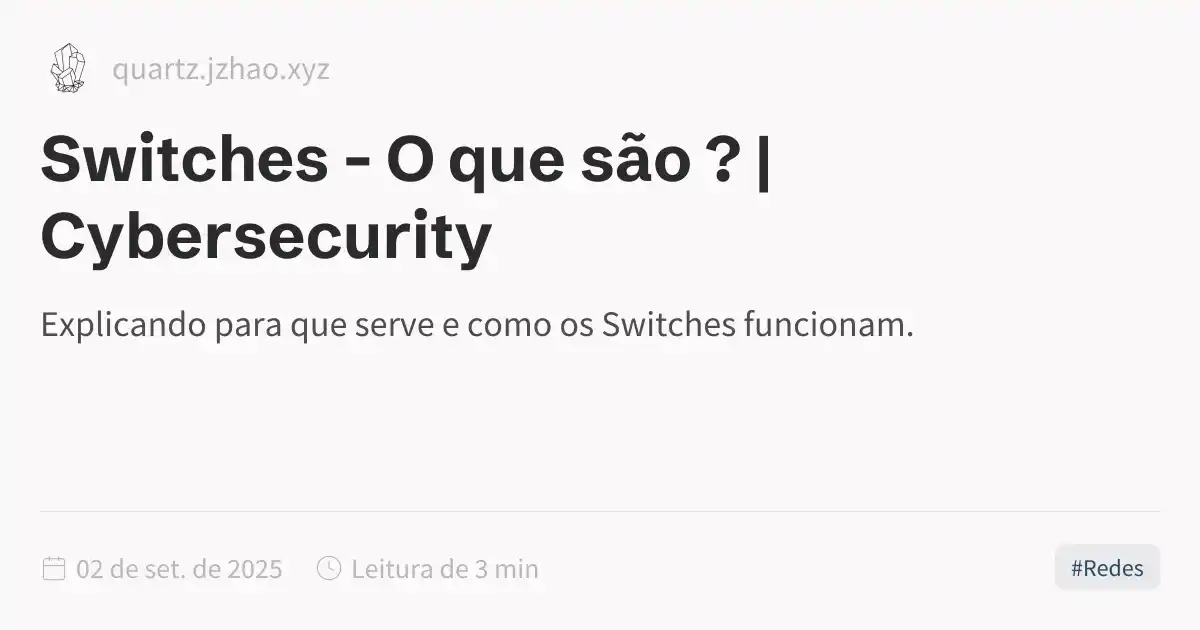 quartz.jzhao.xyz
Switches - O que são ? |
Cybersecurity
Explicando para que serve e como os Switches funcionam.
02 de set. de 2025
Leitura de 3 min
#Redes